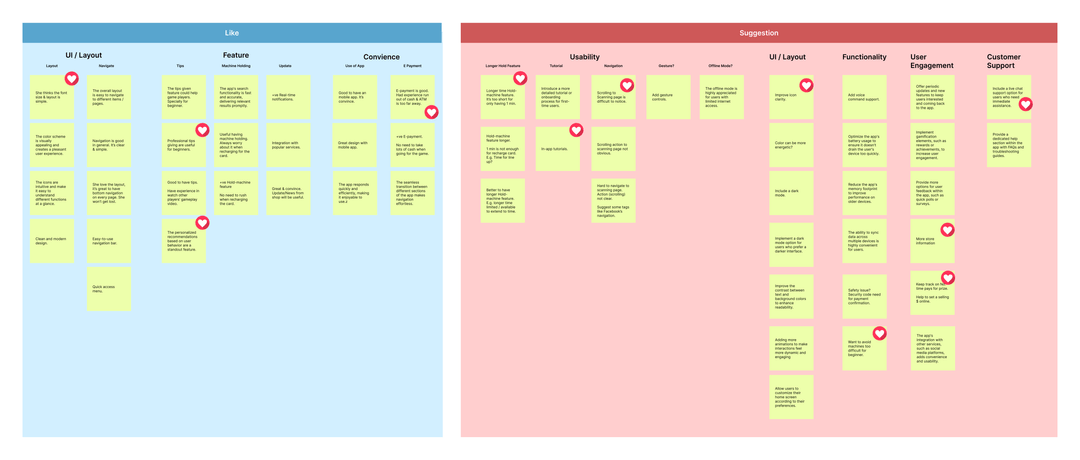 Like
UI / Layout
Feature
Convience
Layout
Navigate
Tips
Machine Holding
Update
Use of App
E Payment
She thinks the font
size & layout is
simple.
The overall layout
is easy to navigate
to different items /
pages.
The tips given
feature could help
game players.
Specially for
beginner.
The app's search
functionality is fast
and accurate,
delivering relevant
results promptly.
+ve Real-time
notifications.
Good to have an
mobile app. It's
convince.
E-payment is good.
Had experience run
out of cash & ATM
is too far away.
The color scheme
is visually
appealing and
creates a pleasant
user experience.
Navigation is good
in general. It's clear
& simple.
Professional tips
giving are useful
for beginners.
Useful having
machine holding
Always worry
about it when
recharging for the
card.
Integration with
popular services.
Great design with
mobile app.
+ve E-payment.
No need to take
lots of cash when
going for the game.
The icons are
intuitive and make
it easy to
understand
different functions
at a glance.
She love the layout,
it's great to have
bottom navigation
on every page. She
won't get lost.
Good to have tips
Have experience in
watch other
players' gameplay
video.
+ve Hold-machine
feature
No need to rush
when recharging
the card.
Great & convince.
Update/News from
shop will be useful.
The app responds
quickly and
efficiently, making
it enjoyable to
use.c
The seamless
transition between
different sections
of the app makes
navigation
effortless.
Clean and modern
design.
Easy-to-use
navigation bar.
The personalized
recommendations
based on user
behavior are a
standout feature.
Quick access
menu.
Suggestion
Usability
UI / Layout
Functionality
User
Engagement
Customer
Support
Longer Hold Feature
Tutorial
Navigation
Gesture?
Offline Mode?
Longer time Hold-
machine feature.
It's too short for
only having 1 min.
Introduce a more
detailed tutorial or
onboarding
process for first-
time users.
Scrolling to
Scanning page is
difficult to notice.
Add gesture
controls.
The offline mode is
highly appreciated
for users with
limited internet
access.
Improve icon
clarity.
Add voice
command support.
Offer periodic
updates and new
features to keep
users interested
and coming back
to the app.
Include a live chat
support option for
users who need
immediate
assistance.
Hold-machine
feature longer
1 min is not enough
for recharge card
E.g. Time for line
up?
In-app tutorials.
Scrolling action to
scanning page not
obvious.
Color can be more
energetic?
Optimize the app's
battery usage to
ensure it doesn't
drain the user's
device too quickly.
Implement
gamification
elements, such as
rewards or
achievements, to
increase user
engagement.
Provide a
dedicated help
section within the
app with FAQs and
troubleshooting
guides.
Better to have
longer Hold-
Machine feature
E.g. longer time
limited / available
to extend to time.
Hard to navigate to
scanning page.
Action (scrolling)
not clear.
Suggest some tags
like Facebook's
navigation.
Include a dark
mode.
Reduce the app's
memory footprint
to improve
performance on
older devices.
Provide more
options for user
feedback within
the app, such as
quick polls or
surveys.
Implement a dark
mode option for
users who prefer a
darker interface.
The ability to sync
data across
multiple devices is
highly convenient
for users.
More store
information
Improve the
contrast between
text and
background colors
to enhance
readability.
Safety issue?
Security code need
for payment
confirmation.
Keep track on
time pays for prize.
Help to set a selling
& online.
Adding more
animations to make
interactions feel
more dynamic and
engaging
Want to avoid
machines too
difficult for
beginner.
The app's
integration with
other services,
such as social
media platforms,
adds convenience
and usability.
Allow users to
customize their
home screen
according to their
preferences.